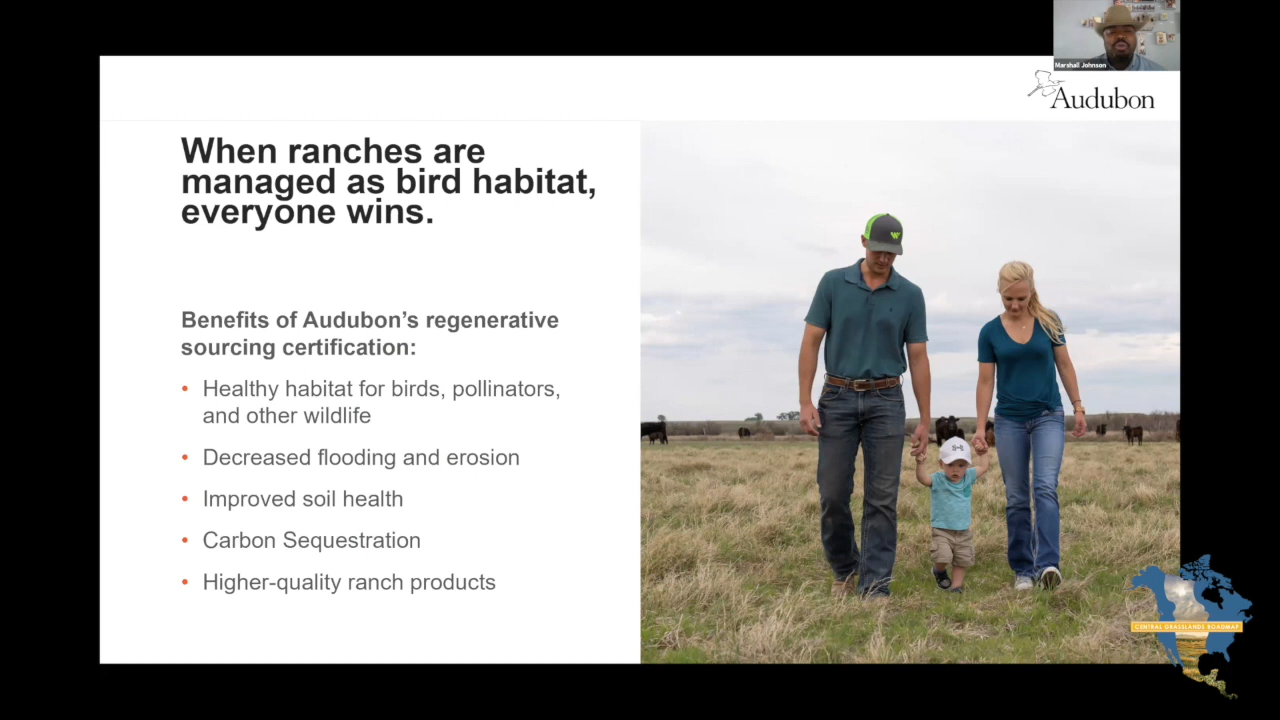 Marshall Johnson
Audubon
When ranches are
managed as bird habitat,
everyone wins.
Benefits of Audubon’s regenerative
sourcing certification:
• Healthy habitat for birds, pollinators,
and other wildlife
• Decreased flooding and erosion
• Improved soil health
• Carbon Sequestration
• Higher-quality ranch products
CENTRAL GRASSLANDS ROADMAP